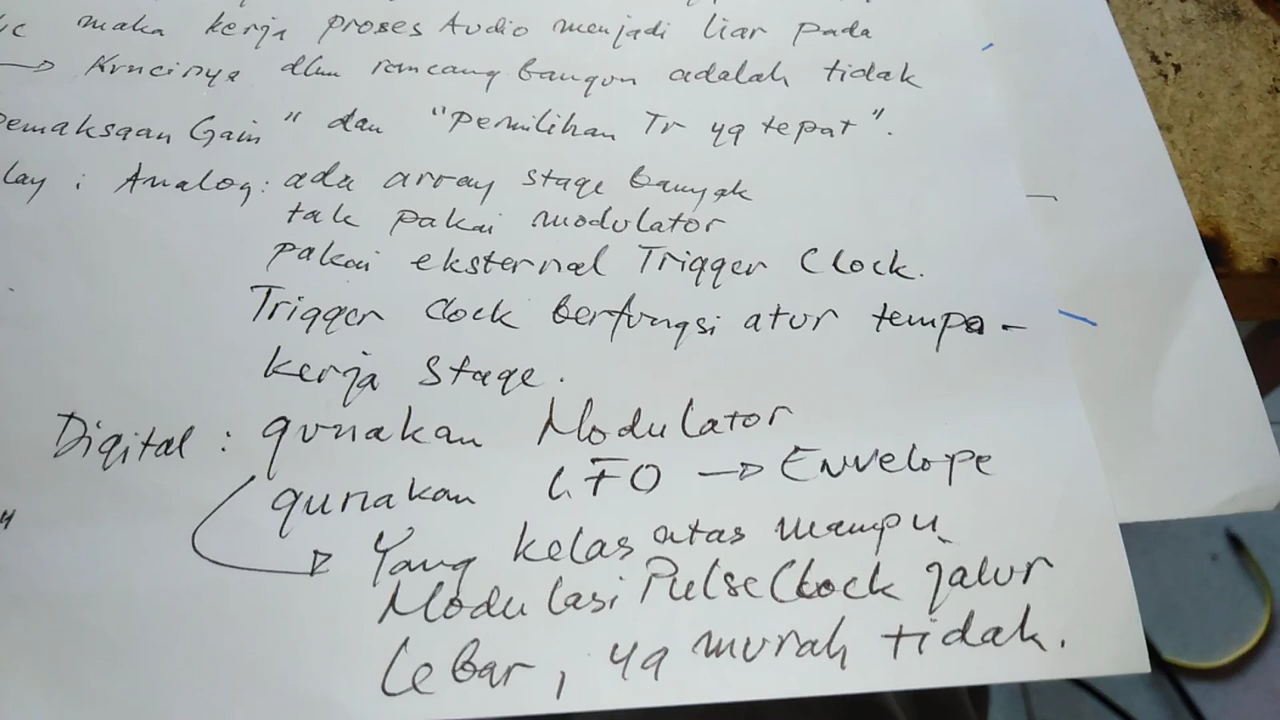 maka kerja proses Audio menjadi liar pada
→ Kuncinya dlm rancang bangun adalah tidak
Pemaksaan Gain" dan "Pemilihan Tr yg tepat".
lay : Analog: ada array stage banyak
tak pakai modulator
pakai eksternal Trigger Clock.
Trigger Clock berfungsi atur tempo-
kerja stage.
Digital : gunakan Modulator
gunakan LFO → Envelope
→ Yang kelas atas mampu
Modulasi Pulse Clock jalur
Lebar, yg murah tidak.